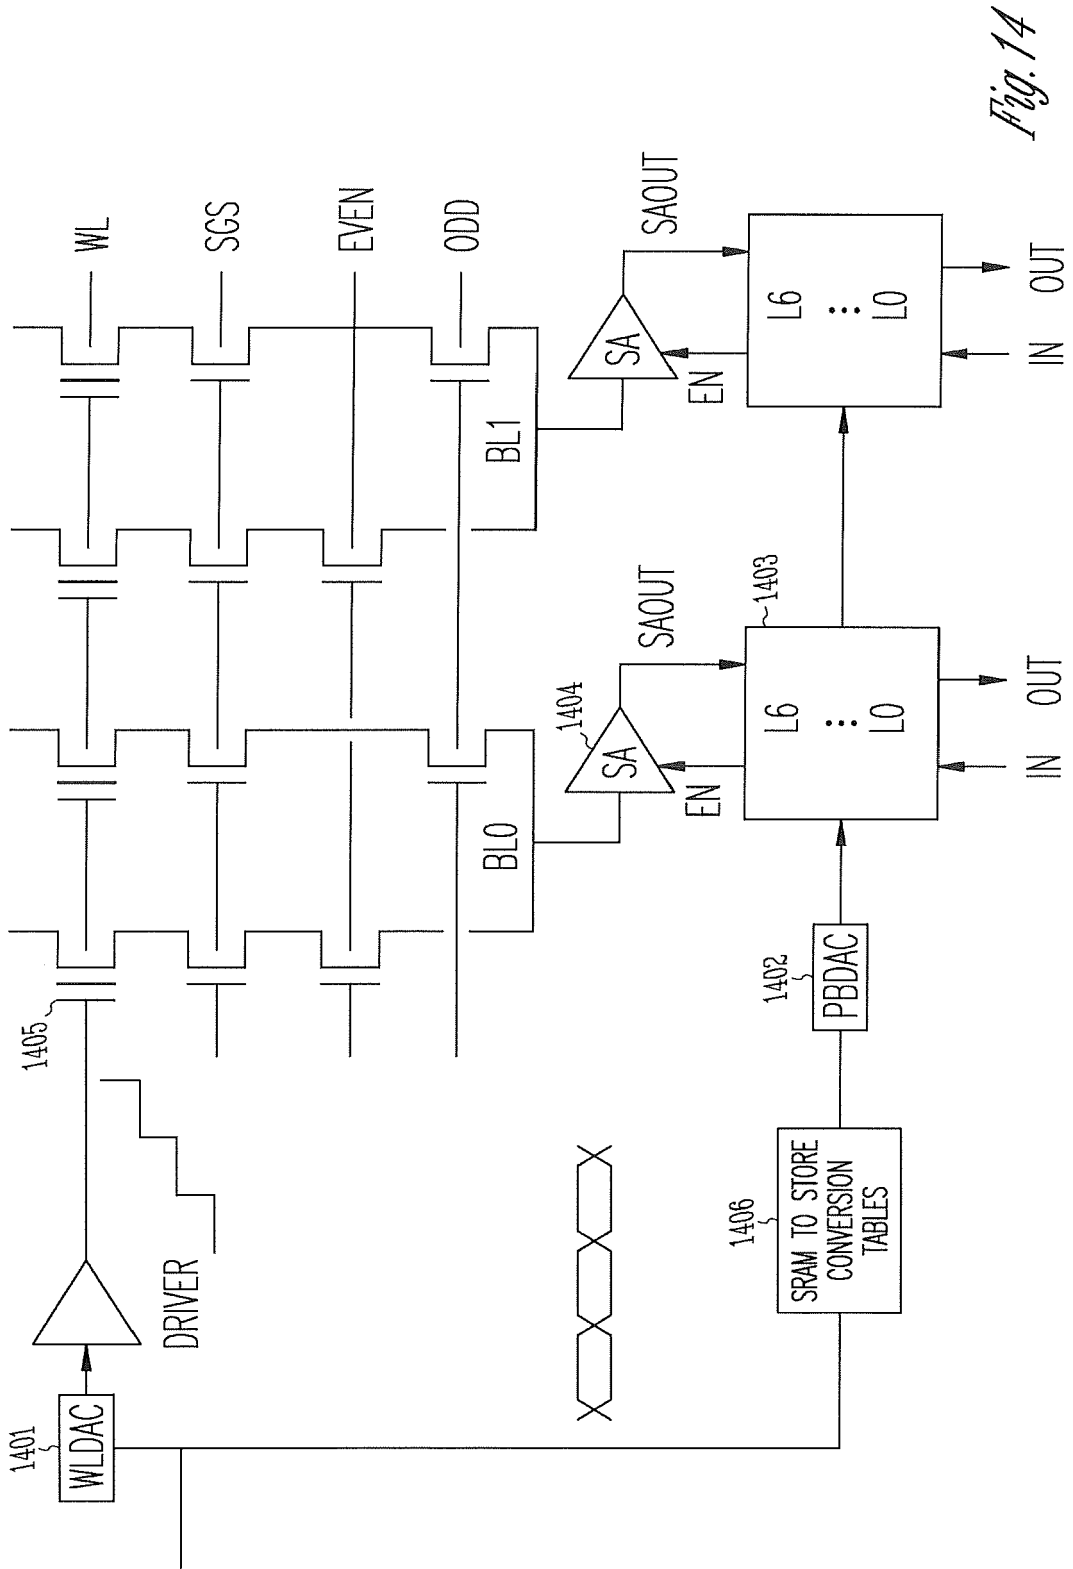 1401
WLDAC
DRIVER
1405
WL
SGS
EVEN
ODD
BL0
BL1
1404
SA
SAOUT
EN
SA
SAOUT
EN
1406
SRAM TO STORE
CONVERSION
TABLES
1402
PBDAC
1403
L6
L0
IN
OUT
L6
L0
IN
OUT
Fig. 14